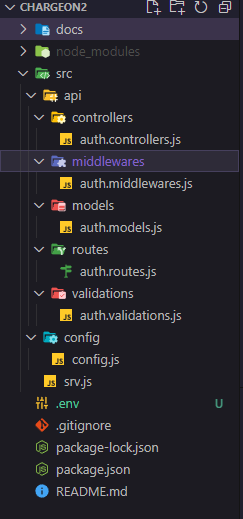 CHARGEON2
docs
node_modules
src
api
controllers
auth.controllers.js
middlewares
auth.middlewares.js
models
auth.models.js
routes
auth.routes.js
validations
auth.validations.js
config
config.js
srv.js
.env U
.gitignore
package-lock.json
package.json
README.md